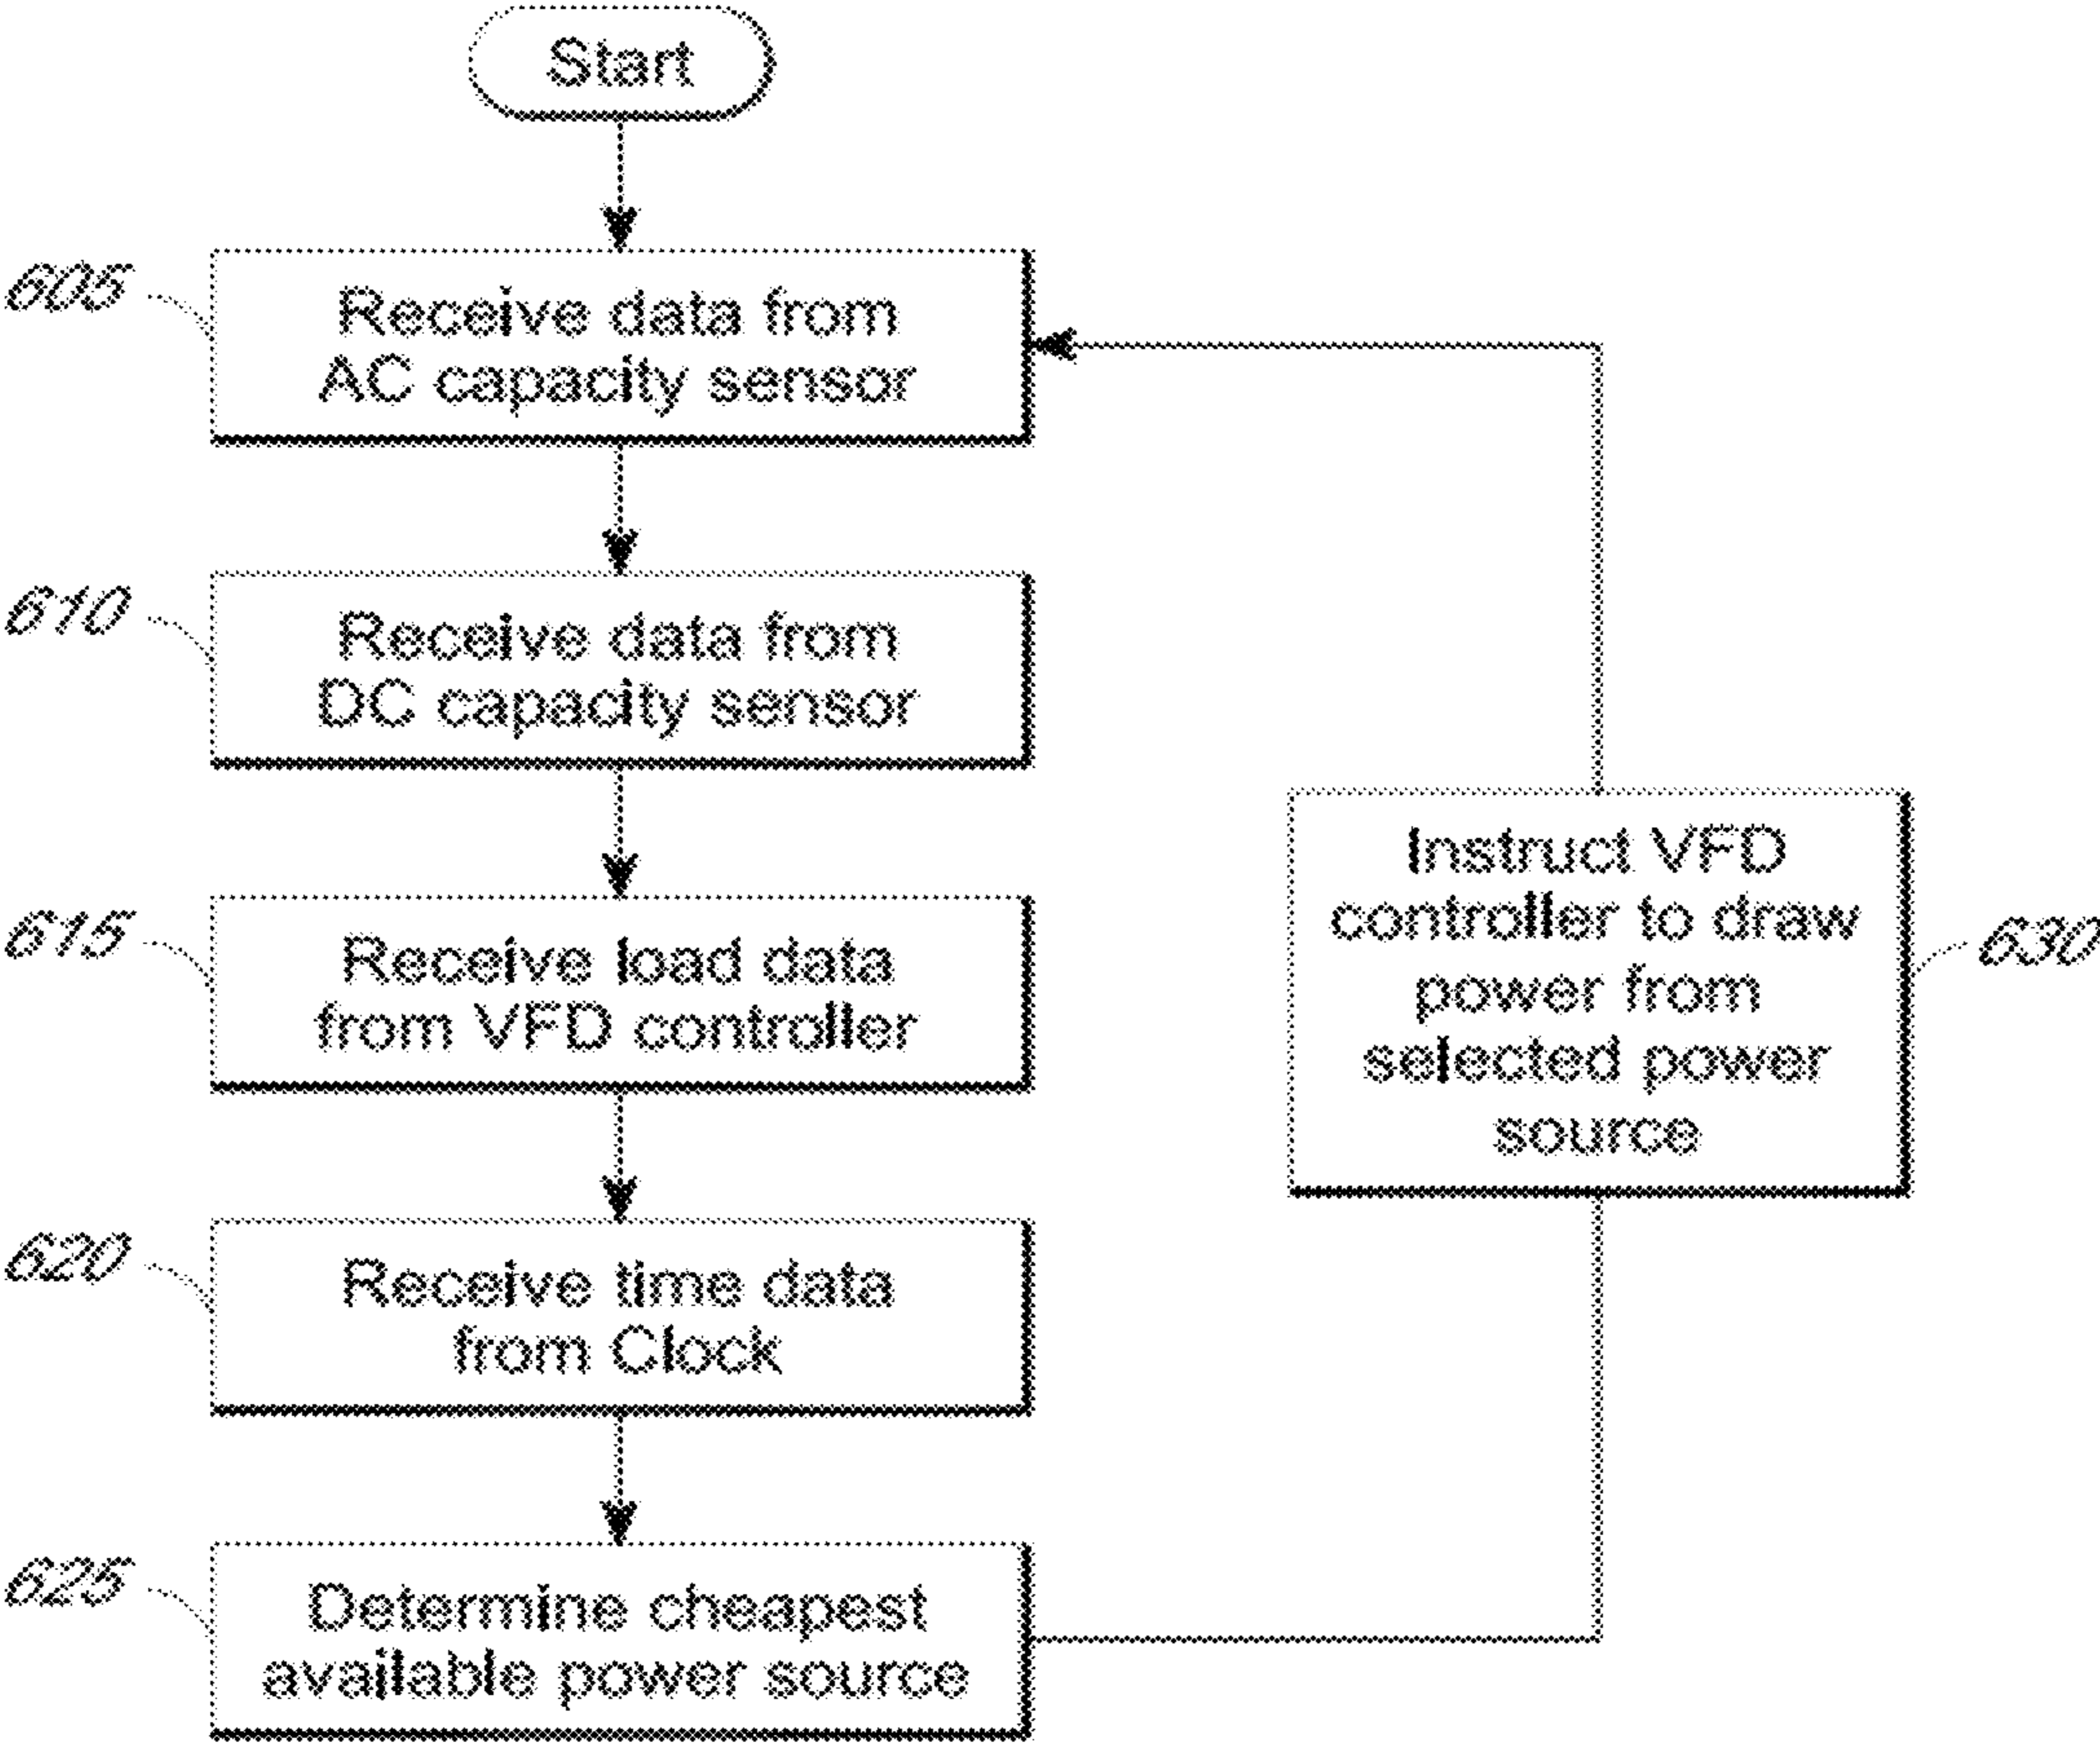 Start
605
Receive data from
AC capacity sensor
610
Receive data from
DC capacity sensor
615
Receive load data
from VFD controller
620
Receive time data
from Clock
625
Determine cheapest
available power source
Instruct VFD
controller to draw
power from
selected power
source
630